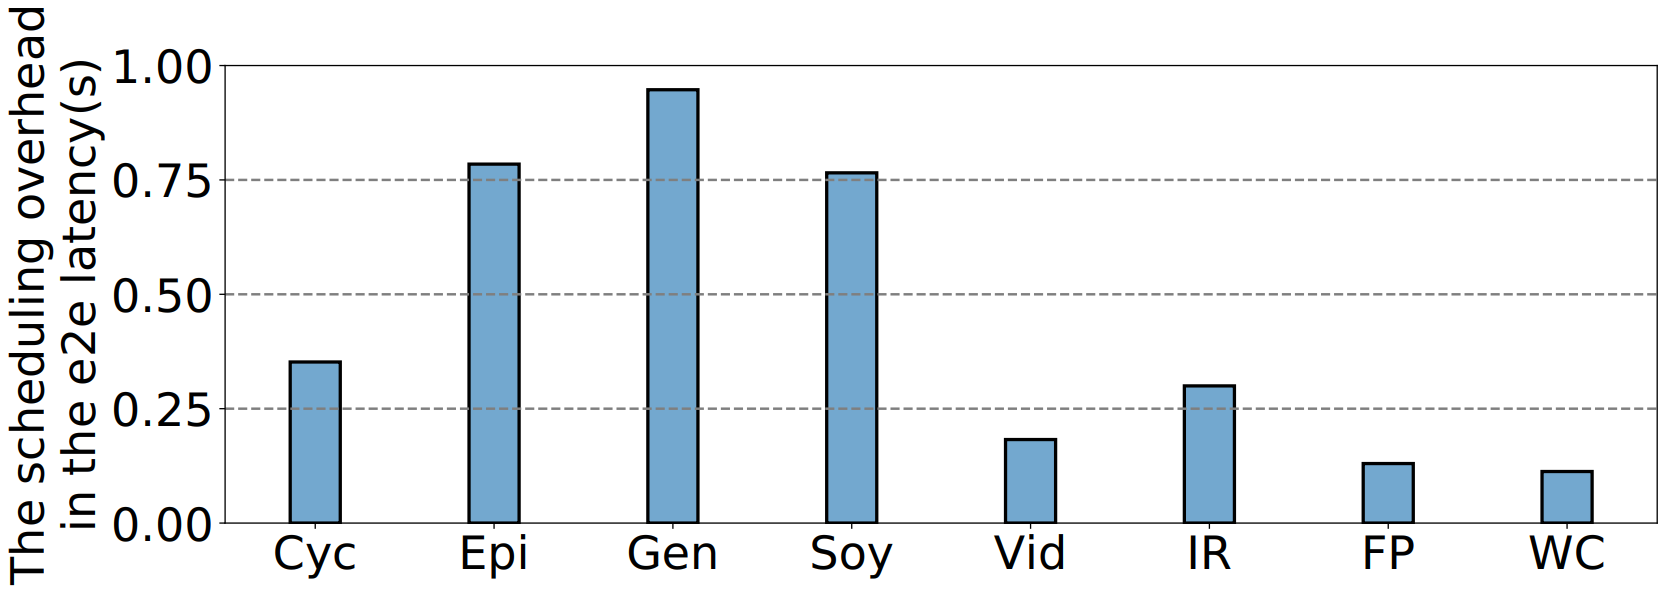 The scheduling overhead
in the e2e latency(s)
1.00
0.75
0.50
0.25
0.00
Cyc Epi Gen Soy Vid IR FP WC